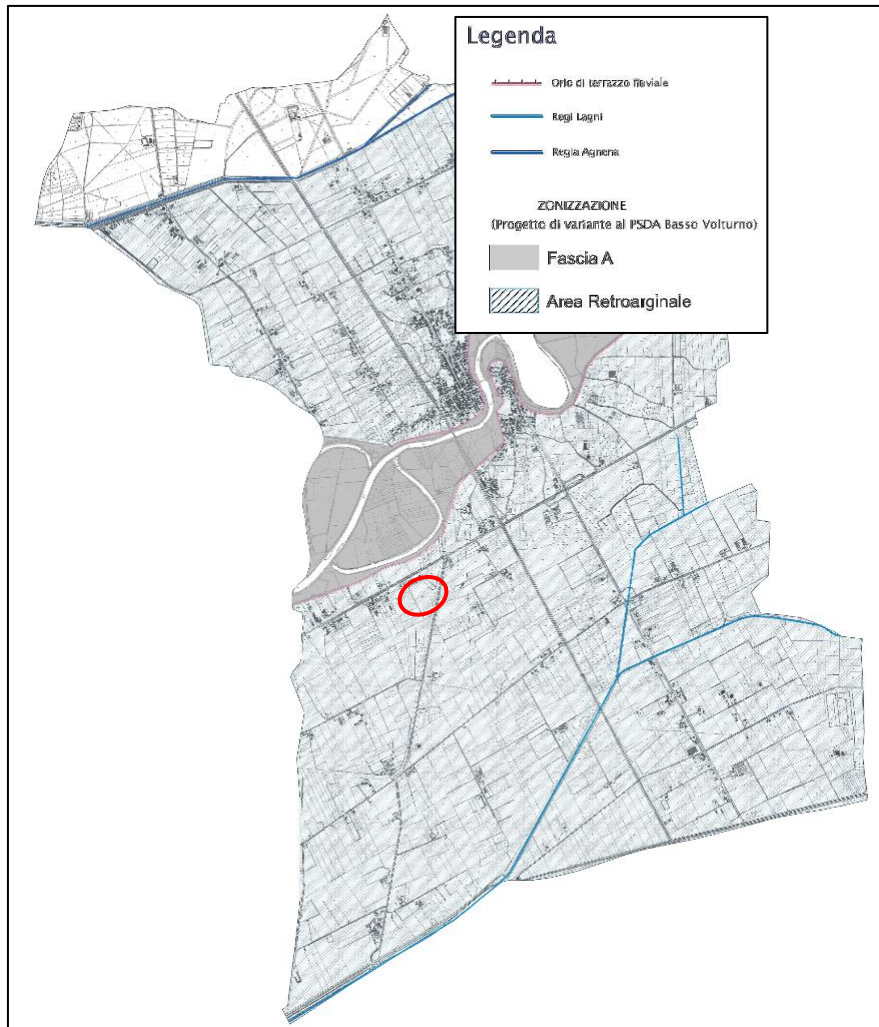 Legenda
Orlo di terrazzo fluviale
Regi Lagni
Regia Agnena
ZONIZZAZIONE
(Progetto di variante al PSDA Basso Volturno)
Fascia A
Area Retroarginale